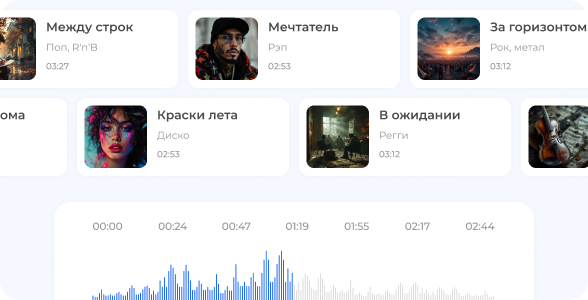 Между строк
Поп, R'n'B
03:27
Мечтатель
Рэп
02:53
За горизонтом
Рок, метал
03:12
ома
Краски лета
Диско
02:53
В ожидании
Регги
03:12
00:00 00:24 00:47 01:19 01:55 02:17 02:44